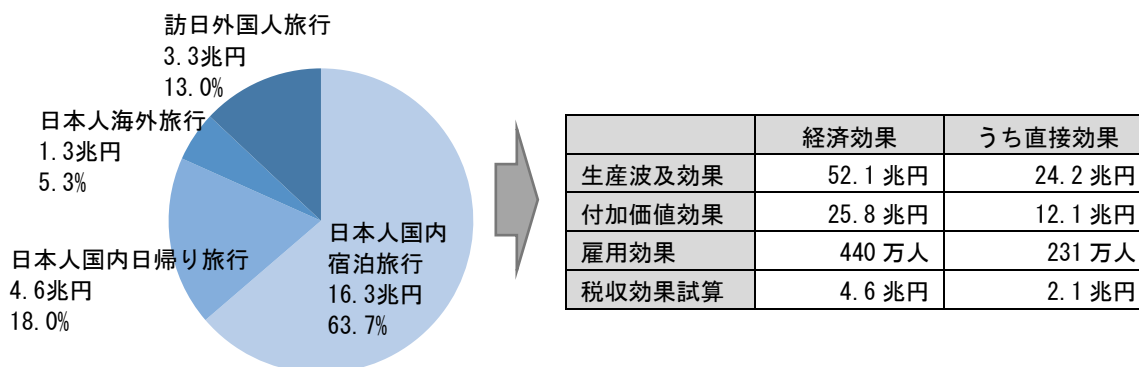 訪日外国人旅行
3.3兆円
13.0%
日本人海外旅行
1.3兆円
5.3%
日本人国内日帰り旅行
4.6兆円
18.0%
日本人国内
宿泊旅行
16.3兆円
63.7%
経済効果 うち直接効果
生産波及効果 52.1 兆円 24.2 兆円
付加価値効果 25.8 兆円 12.1 兆円
雇用効果 440 万人 231 万人
税収効果試算 4.6 兆円 2.1 兆円